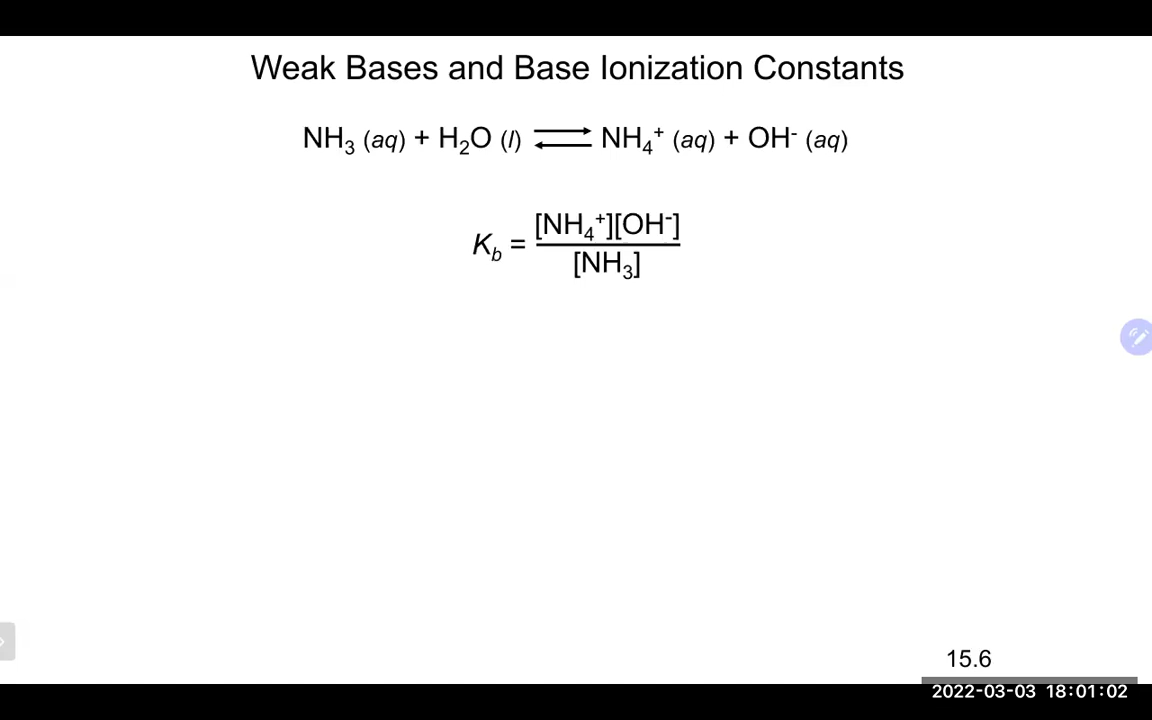 Weak Bases and Base Ionization Constants
NH₃ (aq) + H₂O (l) ⇌ NH₄⁺ (aq) + OH⁻ (aq)
K_b = [NH₄⁺][OH⁻] / [NH₃]
15.6
2022-03-03 18:01:02